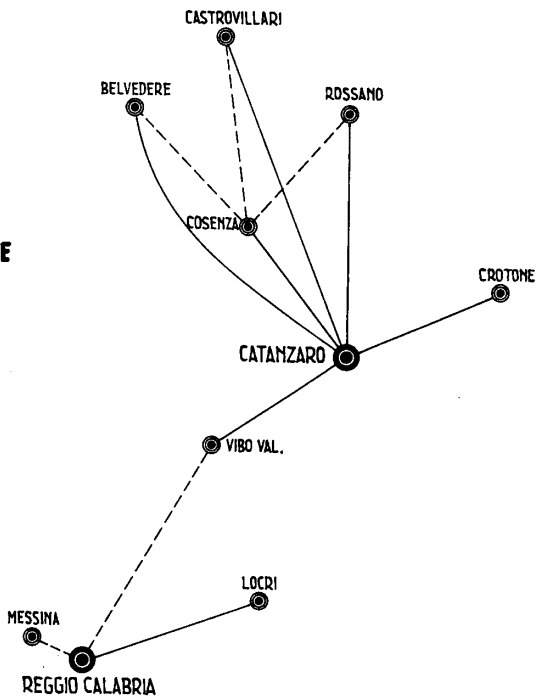 CASTROVILLARI
BELVEDERE
ROSSANO
COSENZA
E
CROTONE
CATANZARO
VIBO VAL.
LOCRI
MESSINA
REGGIO CALABRIA